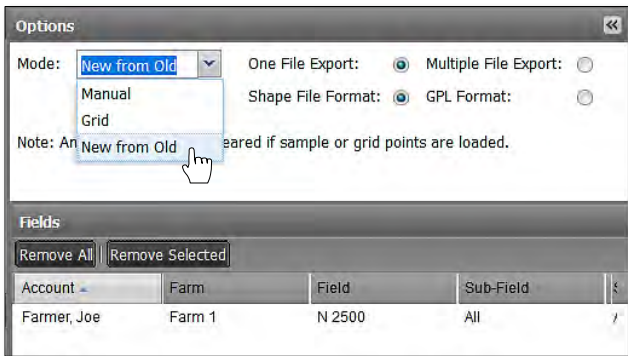 Options
Mode: New from Old One File Export: Multiple File Export:
Manual Shape File Format: GPL Format:
Grid
New from Old
Note: An eared if sample or grid points are loaded.
Fields
Remove All Remove Selected
Account Farm Field Sub-Field
Farmer, Joe Farm 1 N 2500 All